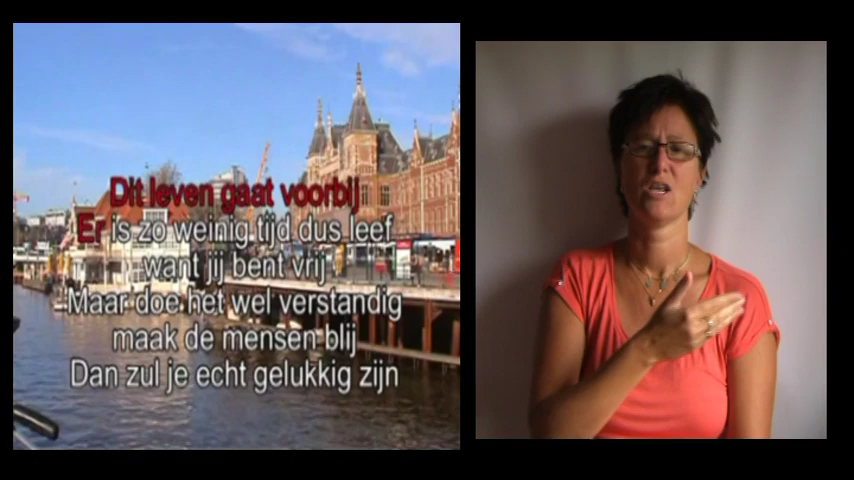 Dit leven gaat voorbij
Er is zo weinig tijd dus leef
want jij bent vrij
Maar doe het wel verstandig
maak de mensen blij
Dan zul je echt gelukkig zijn